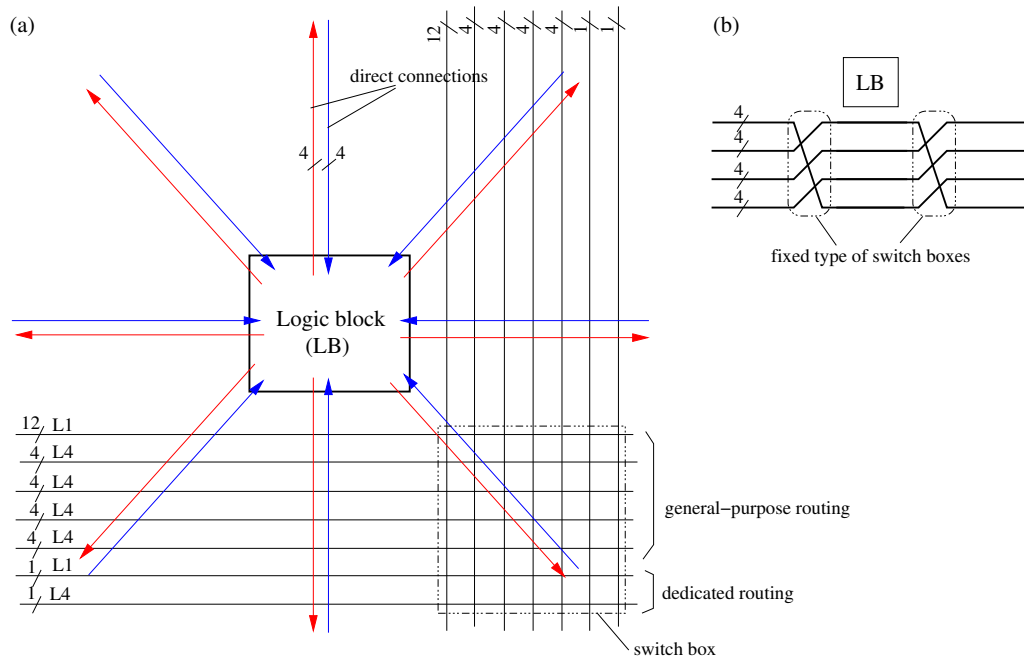 (a)
12 4 4 4 4 1 1
(b)
direct connections
LB
4 4
4
4
4
4
fixed type of switch boxes
Logic block
(LB)
12 L1
4 L4
4 L4
4 L4
4 L4
1 L1
1 L4
general-purpose routing
dedicated routing
switch box